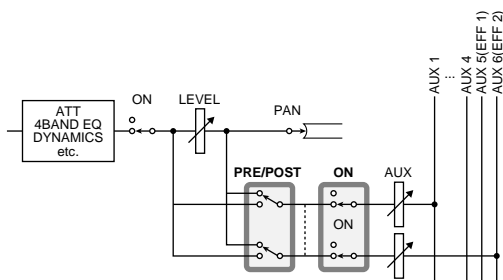 AUX 1
...
AUX 4
AUX 5(EFF 1)
AUX 6(EFF 2)
ATT
4BAND EQ
DYNAMICS
etc.
ON
LEVEL
PAN
PRE/POST
ON
AUX
ON